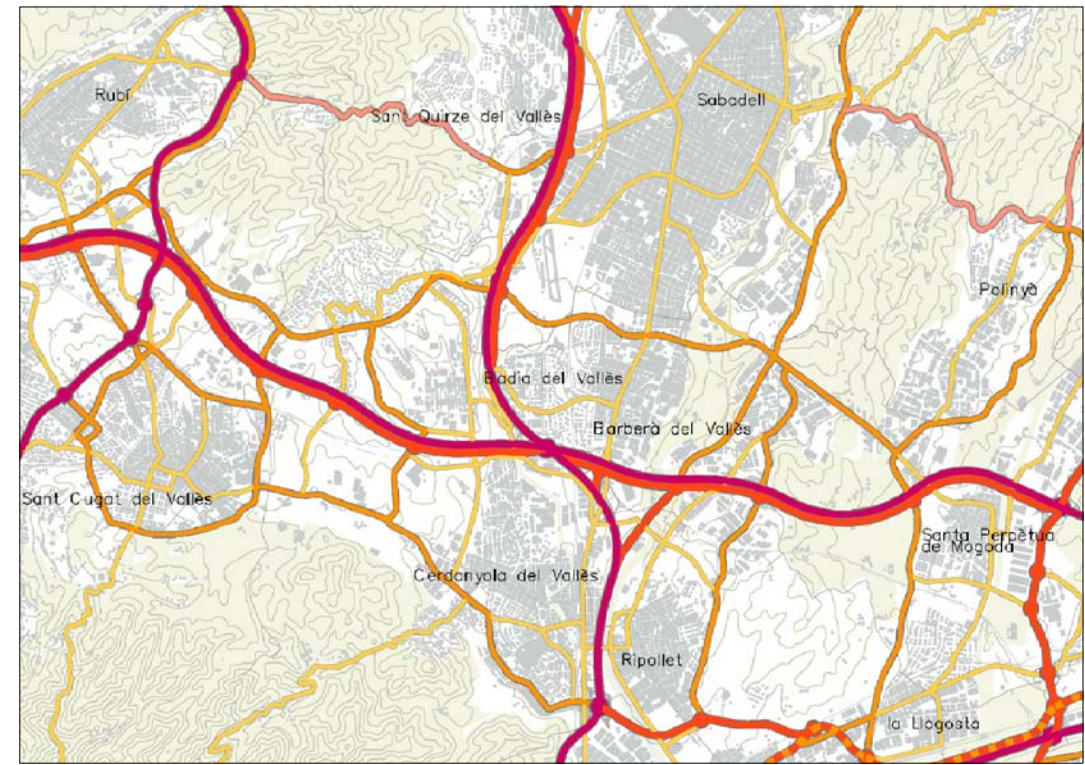 Rubí
Sabadell
Sant Quirze del Vallès
Polinyà
Badia del Vallès
Barberà del Vallès
Sant Cugat del Vallès
Santa Perpètua
de Mogoda
Cerdanyola del Vallès
Ripollet
la Llagosta